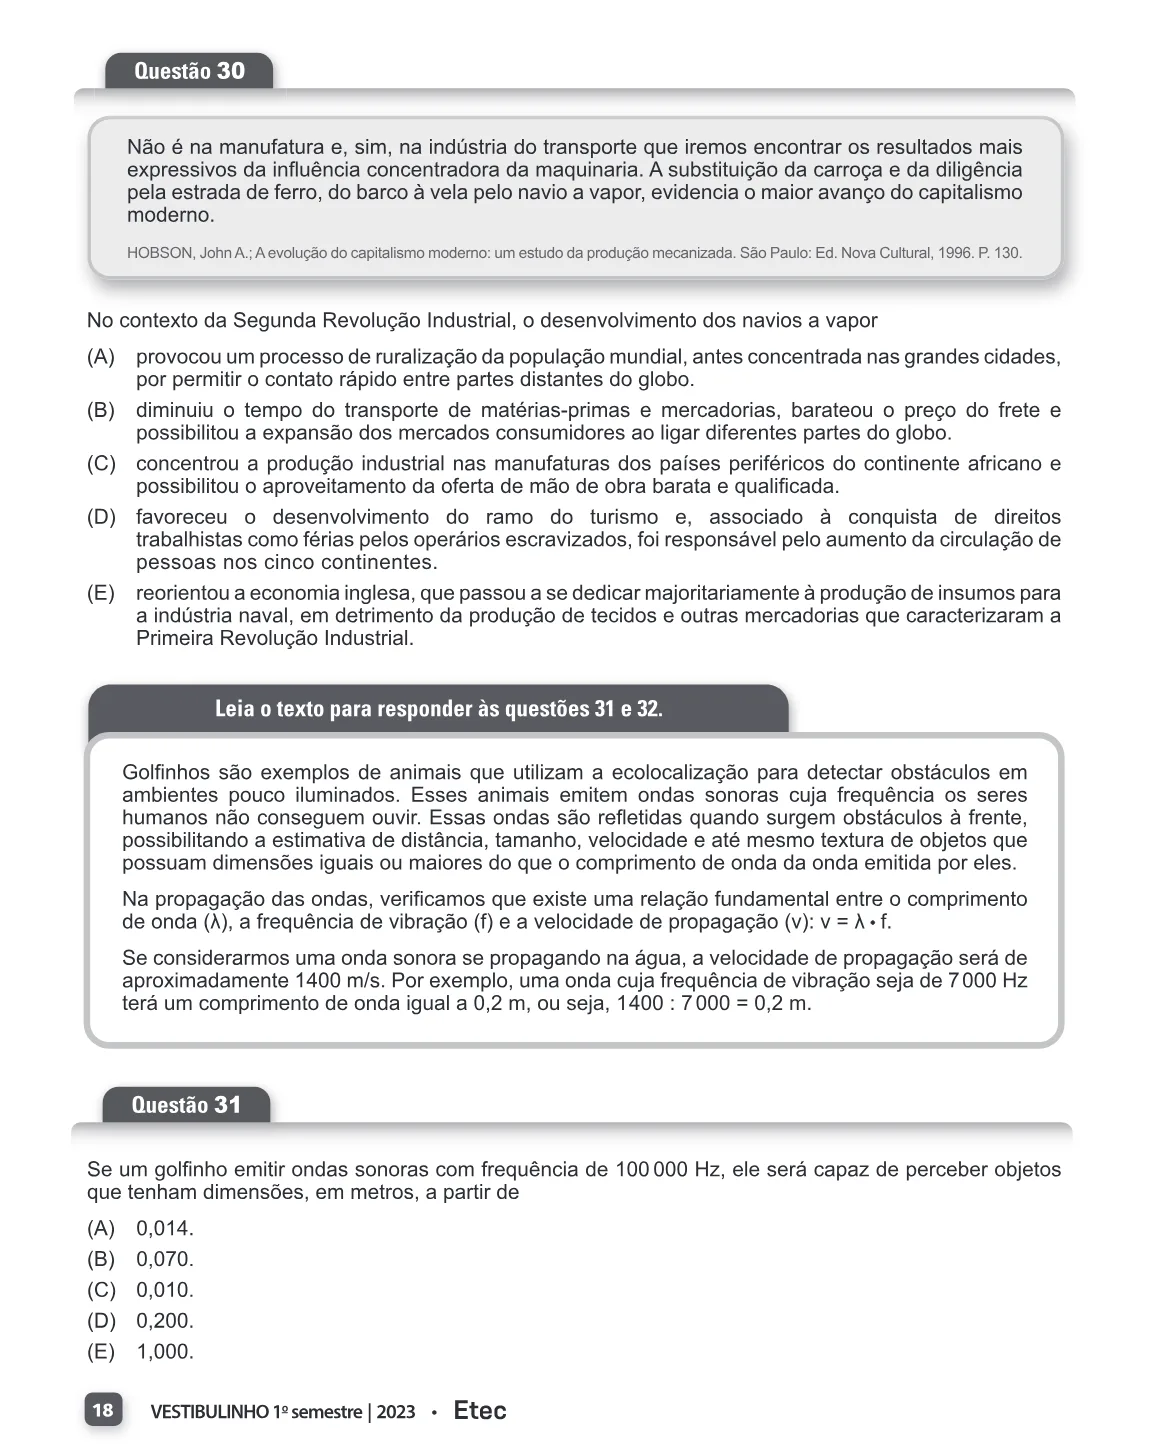 Questão 30
Não é na manufatura e, sim, na indústria do transporte que iremos encontrar os resultados mais
expressivos da influência concentradora da maquinaria. A substituição da carroça e da diligência
pela estrada de ferro, do barco à vela pelo navio a vapor, evidencia o maior avanço do capitalismo
moderno.
HOBSON, John A.; A evolução do capitalismo moderno: um estudo da produção mecanizada. São Paulo: Ed. Nova Cultural, 1996. P. 130.
No contexto da Segunda Revolução Industrial, o desenvolvimento dos navios a vapor
(A) provocou um processo de ruralização da população mundial, antes concentrada nas grandes cidades,
por permitir o contato rápido entre partes distantes do globo.
(B) diminuiu o tempo do transporte de matérias-primas e mercadorias, barateou o preço do frete e
possibilitou a expansão dos mercados consumidores ao ligar diferentes partes do globo.
(C) concentrou a produção industrial nas manufaturas dos países periféricos do continente africano e
possibilitou o aproveitamento da oferta de mão de obra barata e qualificada.
(D) favoreceu o desenvolvimento do ramo do turismo e, associado à conquista de direitos
trabalhistas como férias pelos operários escravizados, foi responsável pelo aumento da circulação de
pessoas nos cinco continentes.
(E) reorientou a economia inglesa, que passou a se dedicar majoritariamente à produção de insumos para
a indústria naval, em detrimento da produção de tecidos e outras mercadorias que caracterizaram a
Primeira Revolução Industrial.
Leia o texto para responder às questões 31 e 32.
Golfinhos são exemplos de animais que utilizam a ecolocalização para detectar obstáculos em
ambientes pouco iluminados. Esses animais emitem ondas sonoras cuja frequência os seres
humanos não conseguem ouvir. Essas ondas são refletidas quando surgem obstáculos à frente,
possibilitando a estimativa de distância, tamanho, velocidade e até mesmo textura de objetos que
possuam dimensões iguais ou maiores do que o comprimento de onda da onda emitida por eles.
Na propagação das ondas, verificamos que existe uma relação fundamental entre o comprimento
de onda (λ), a frequência de vibração (f) e a velocidade de propagação (v): v = λ • f.
Se considerarmos uma onda sonora se propagando na água, a velocidade de propagação será de
aproximadamente 1400 m/s. Por exemplo, uma onda cuja frequência de vibração seja de 7 000 Hz
terá um comprimento de onda igual a 0,2 m, ou seja, 1400 : 7 000 = 0,2 m.
Questão 31
Se um golfinho emitir ondas sonoras com frequência de 100 000 Hz, ele será capaz de perceber objetos
que tenham dimensões, em metros, a partir de
(A) 0,014.
(B) 0,070.
(C) 0,010.
(D) 0,200.
(E) 1,000.
18 VESTIBULINHO 1º semestre | 2023 • Etec